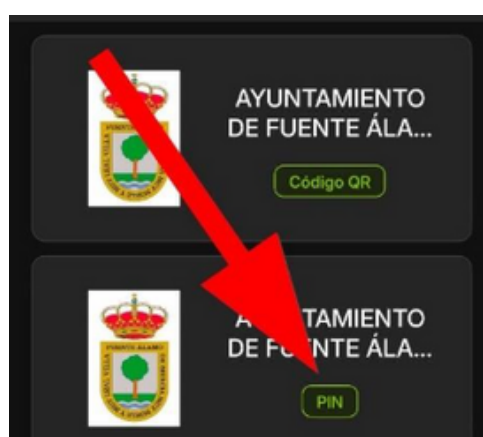 AYUNTAMIENTO
DE FUENTE ÁLA...
Código QR
AYUNTAMIENTO
DE FUENTE ÁLA...
PIN